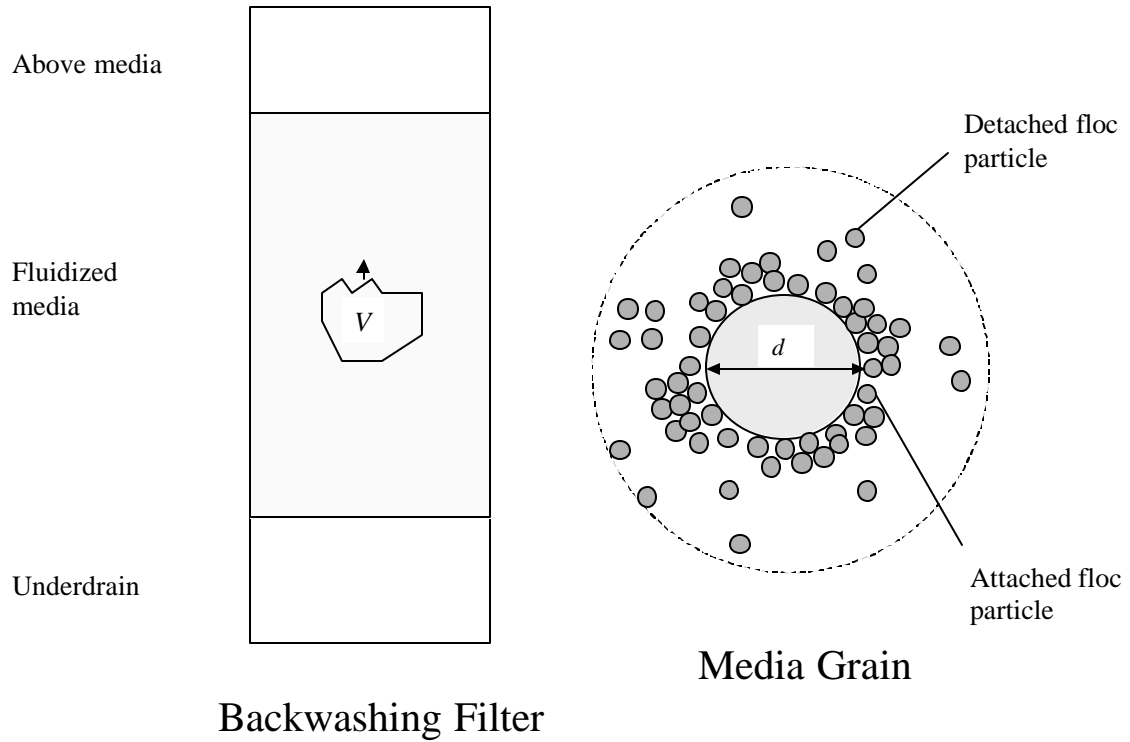 Above media
Fluidized
media
V
Underdrain
Backwashing Filter
Detached floc
particle
d
Attached floc
particle
Media Grain